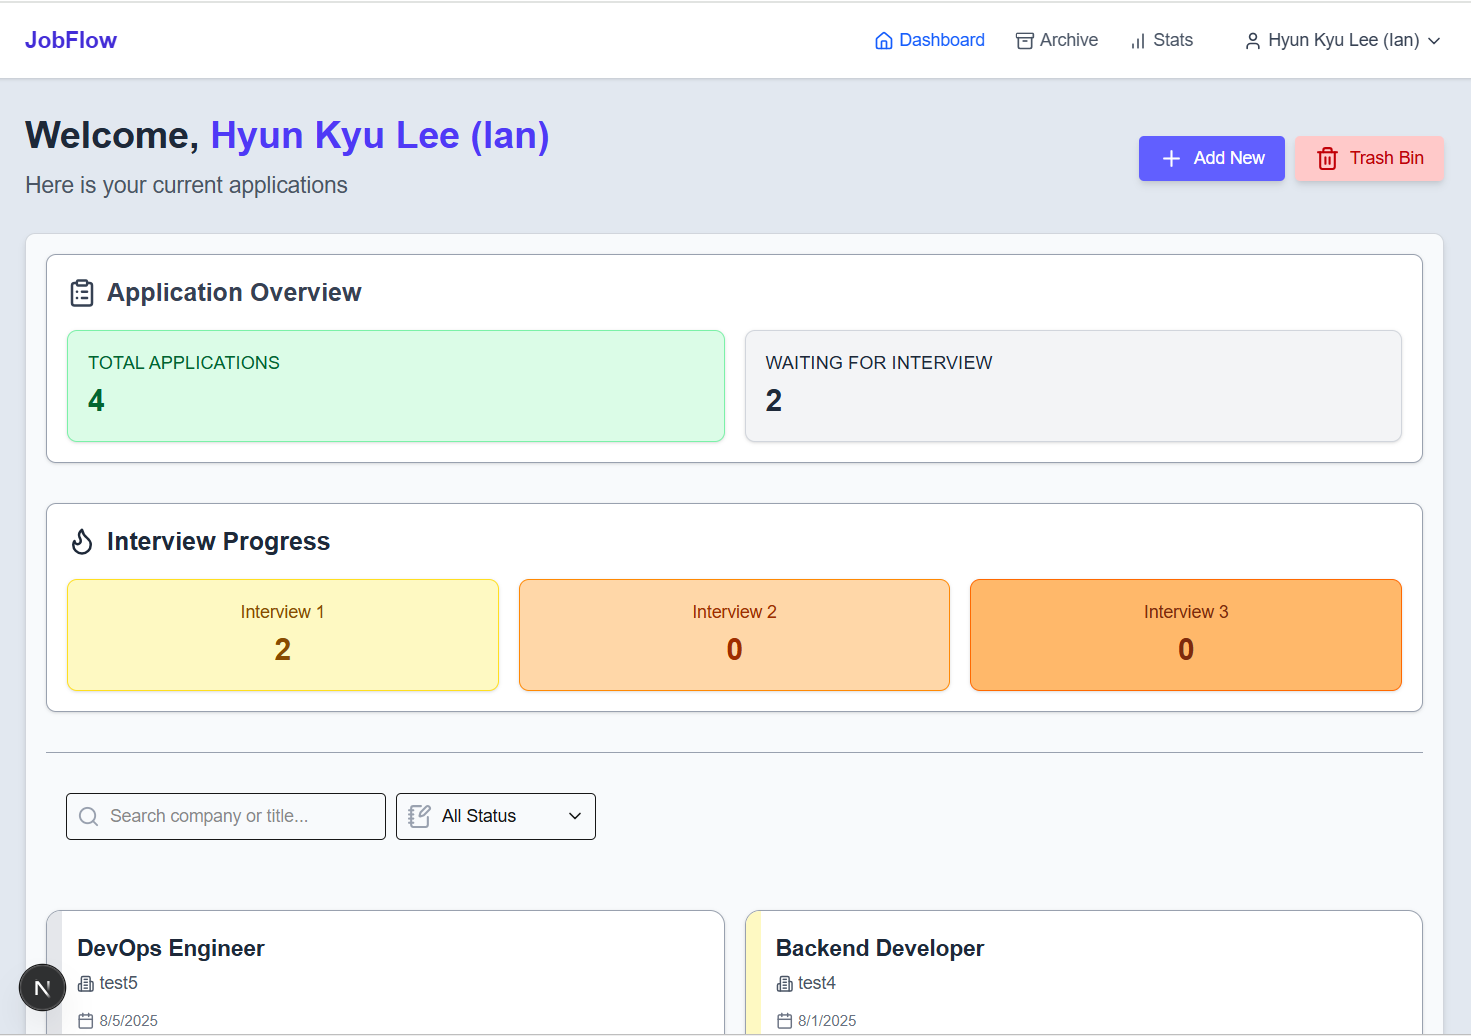 JobFlow
Dashboard
Archive
Stats
Hyun Kyu Lee (Ian)
Welcome, Hyun Kyu Lee (Ian)
Here is your current applications
Add New
Trash Bin
Application Overview
TOTAL APPLICATIONS
4
WAITING FOR INTERVIEW
2
Interview Progress
Interview 1
2
Interview 2
0
Interview 3
0
Search company or title...
All Status
DevOps Engineer
test5
8/5/2025
Backend Developer
test4
8/1/2025
N